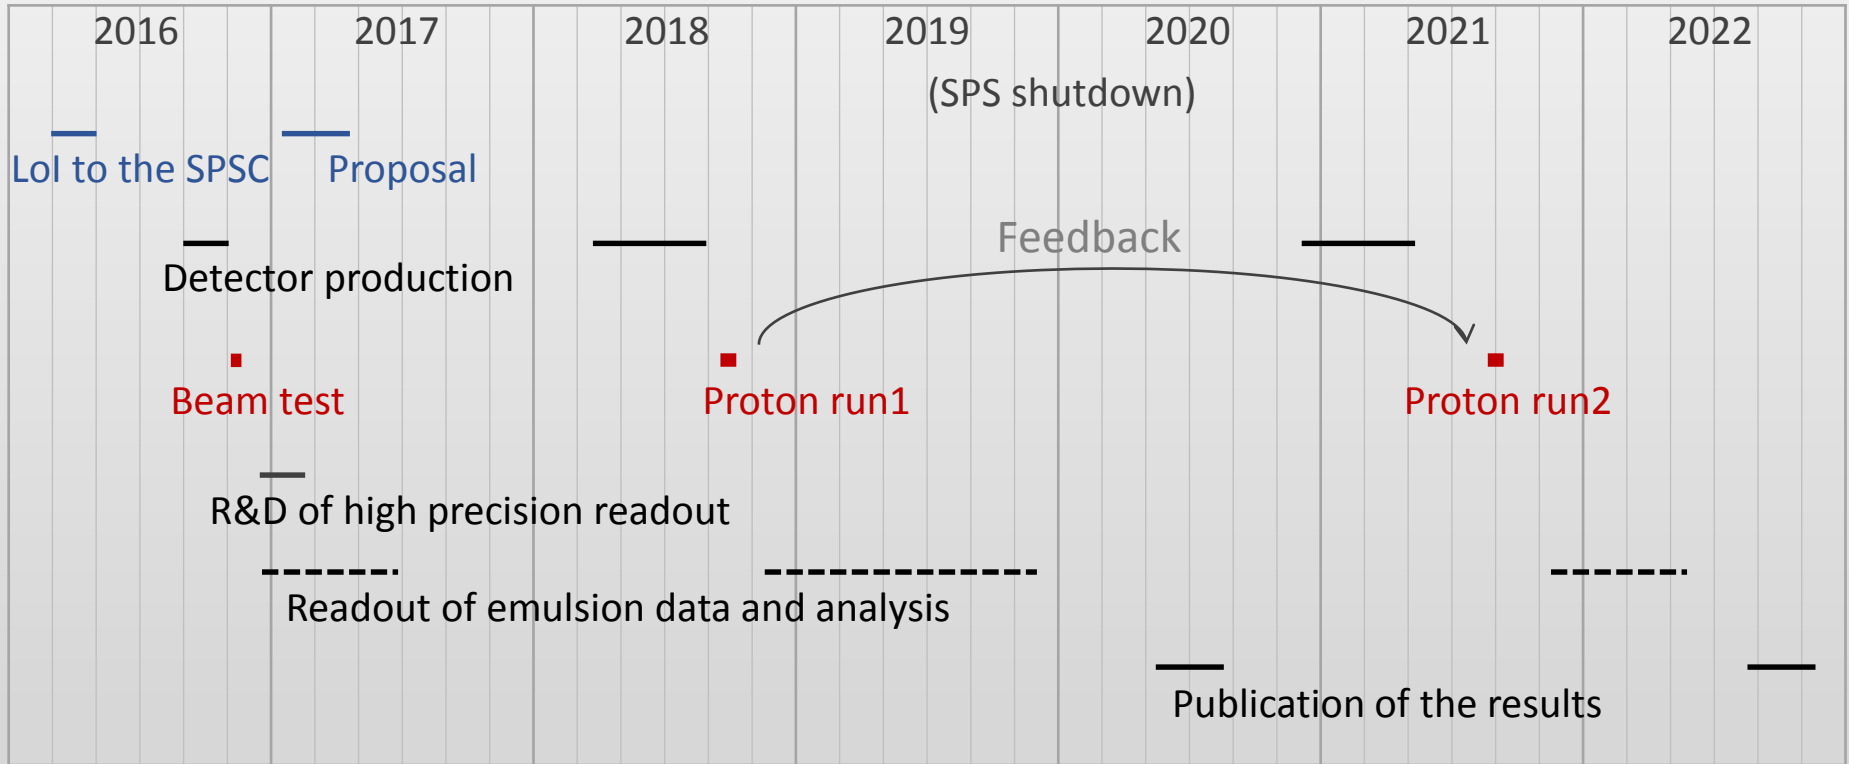 2016 2017 2018 2019 2020 2021 2022
(SPS shutdown)
LoI to the SPSC Proposal
Feedback
Detector production
Beam test Proton run1 Proton run2
R&D of high precision readout
Readout of emulsion data and analysis
Publication of the results